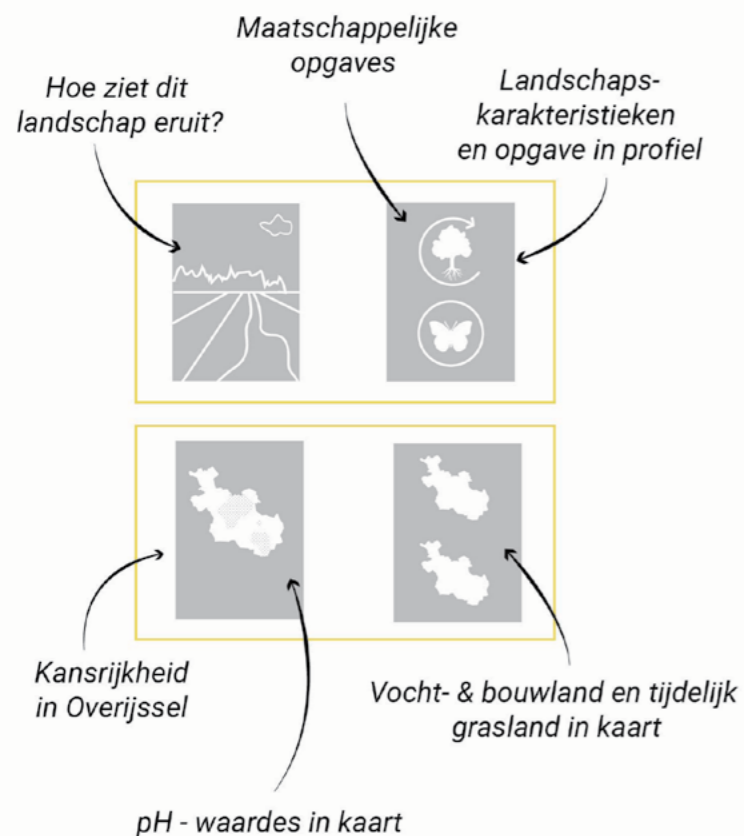 Maatschappelijke
opgaves
Hoe ziet dit
landschap eruit?
Landschaps-
karakteristieken
en opgave in profiel
Kansrijkheid
in Overijssel
Vocht- & bouwland en tijdelijk
grasland in kaart
pH - waardes in kaart